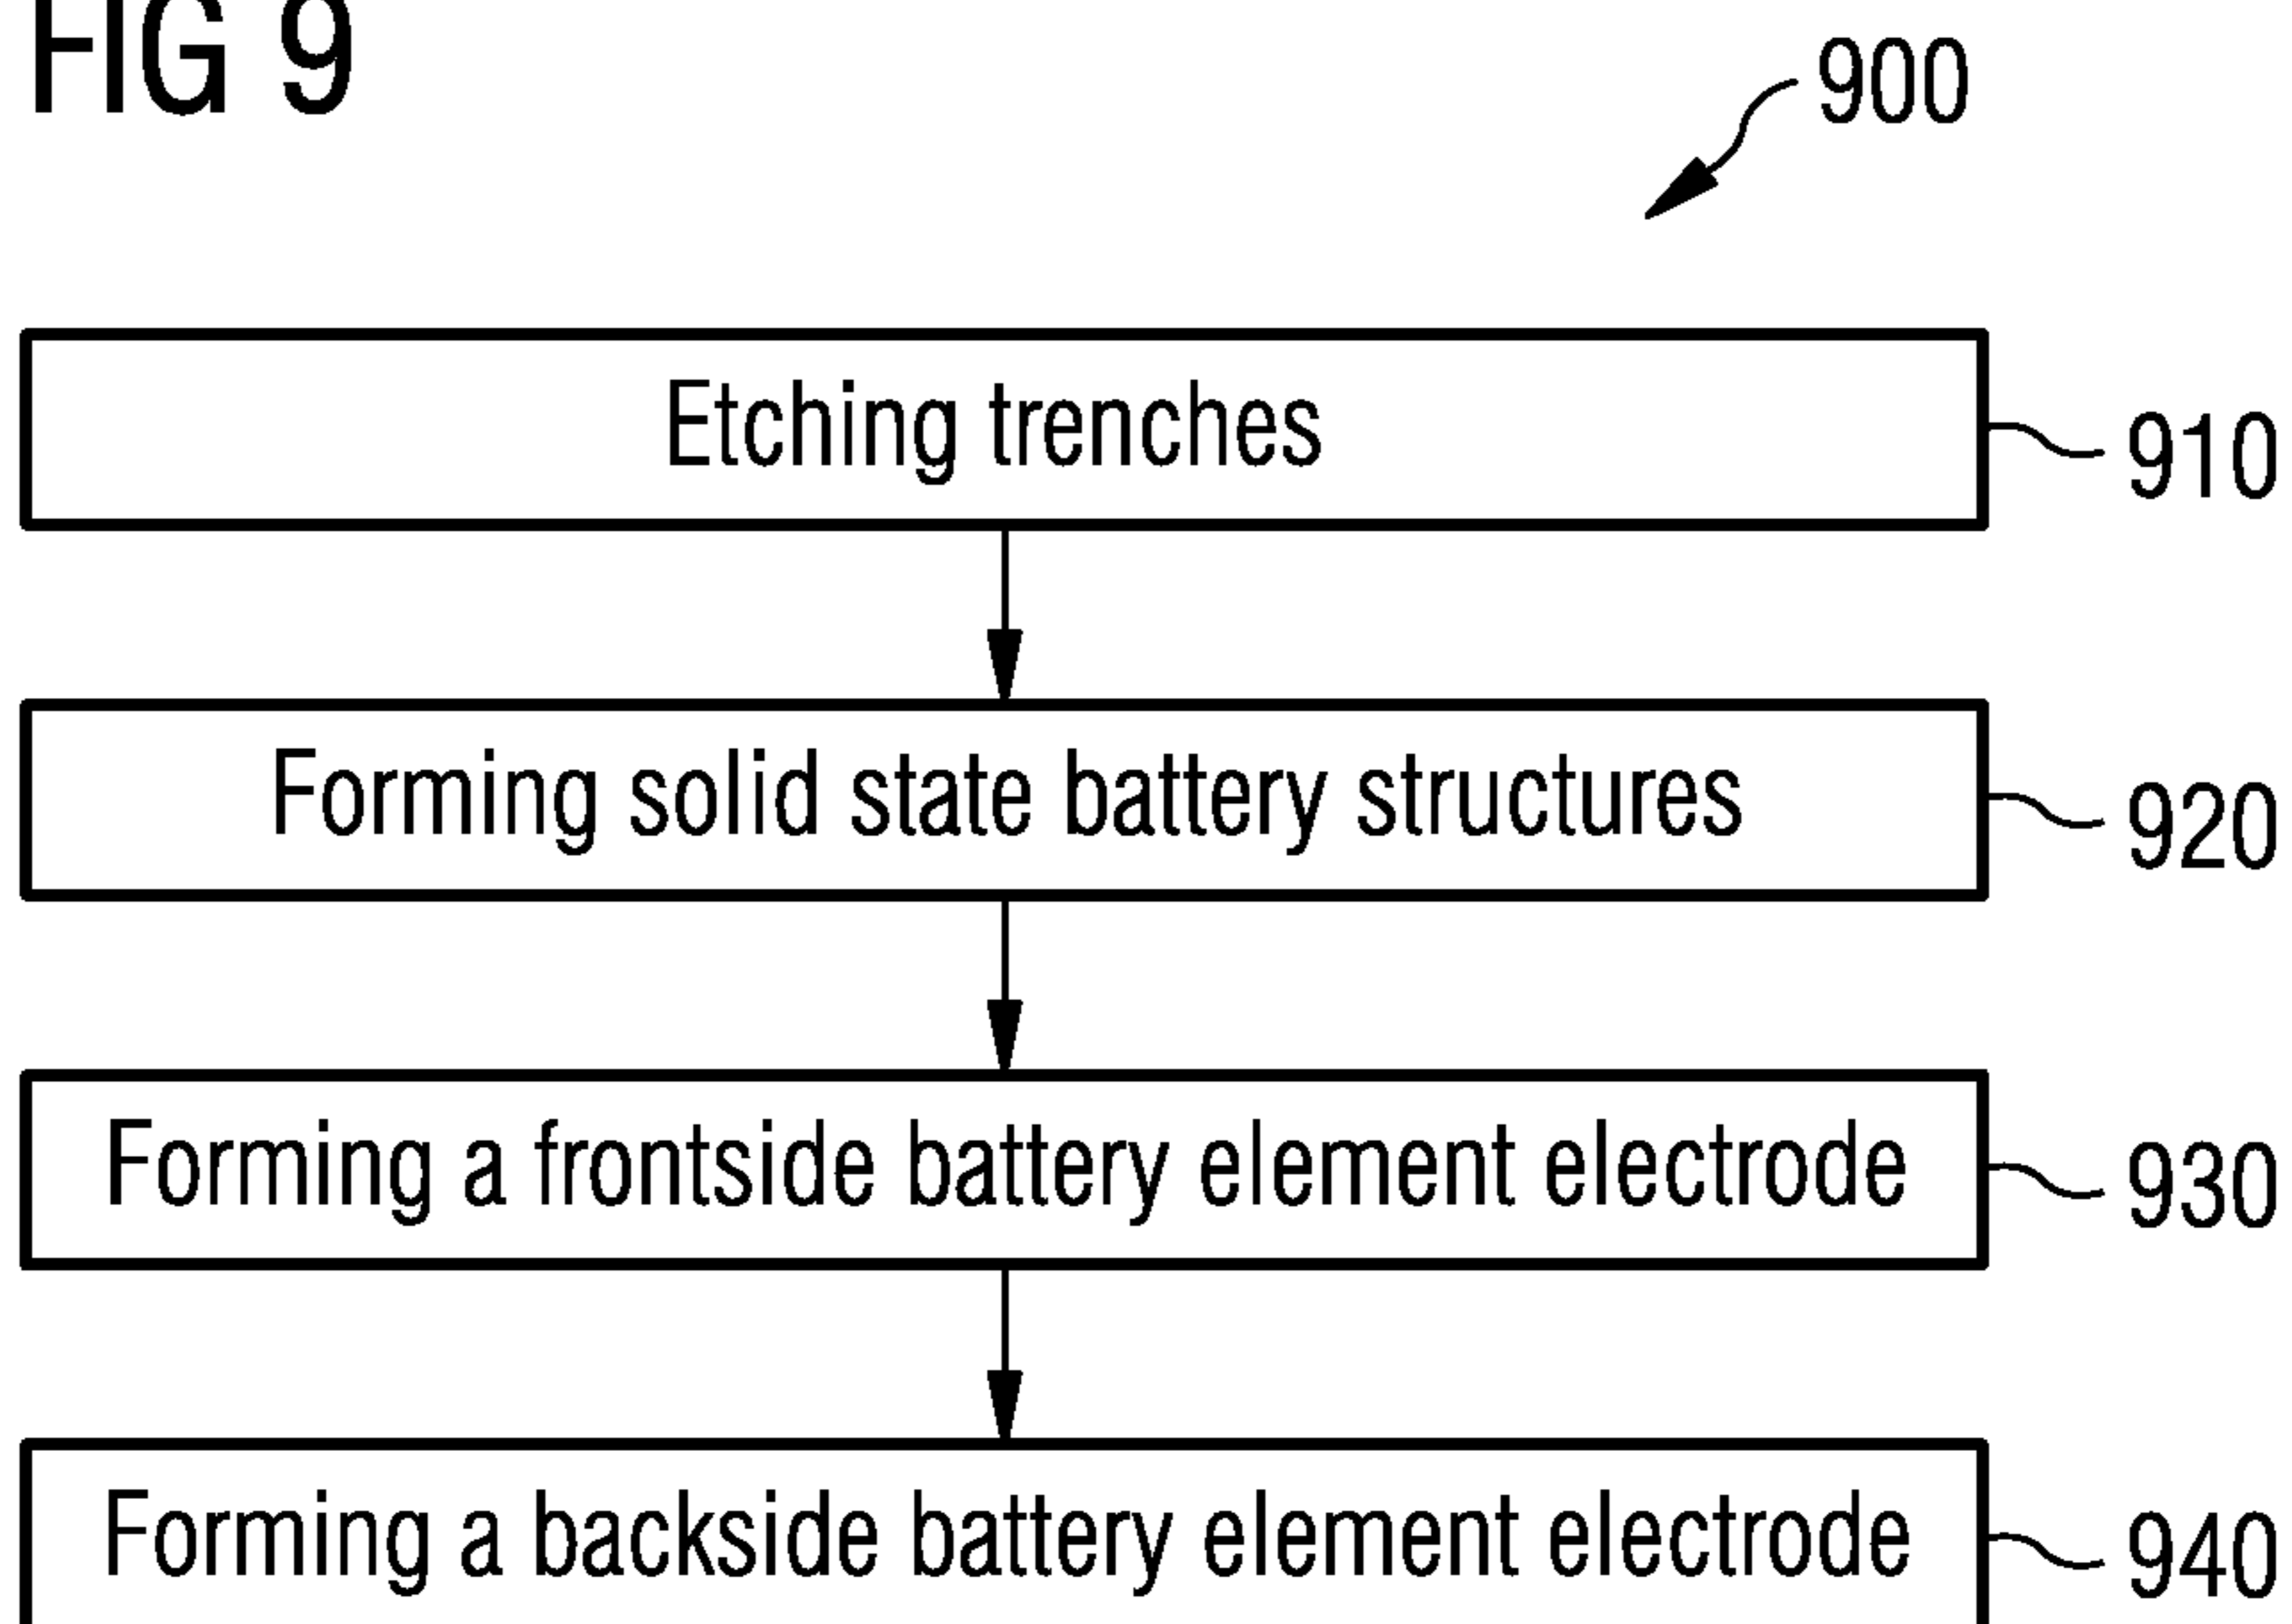 FIG 9
900
Etching trenches
910
Forming solid state battery structures
920
Forming a frontside battery element electrode
930
Forming a backside battery element electrode
940